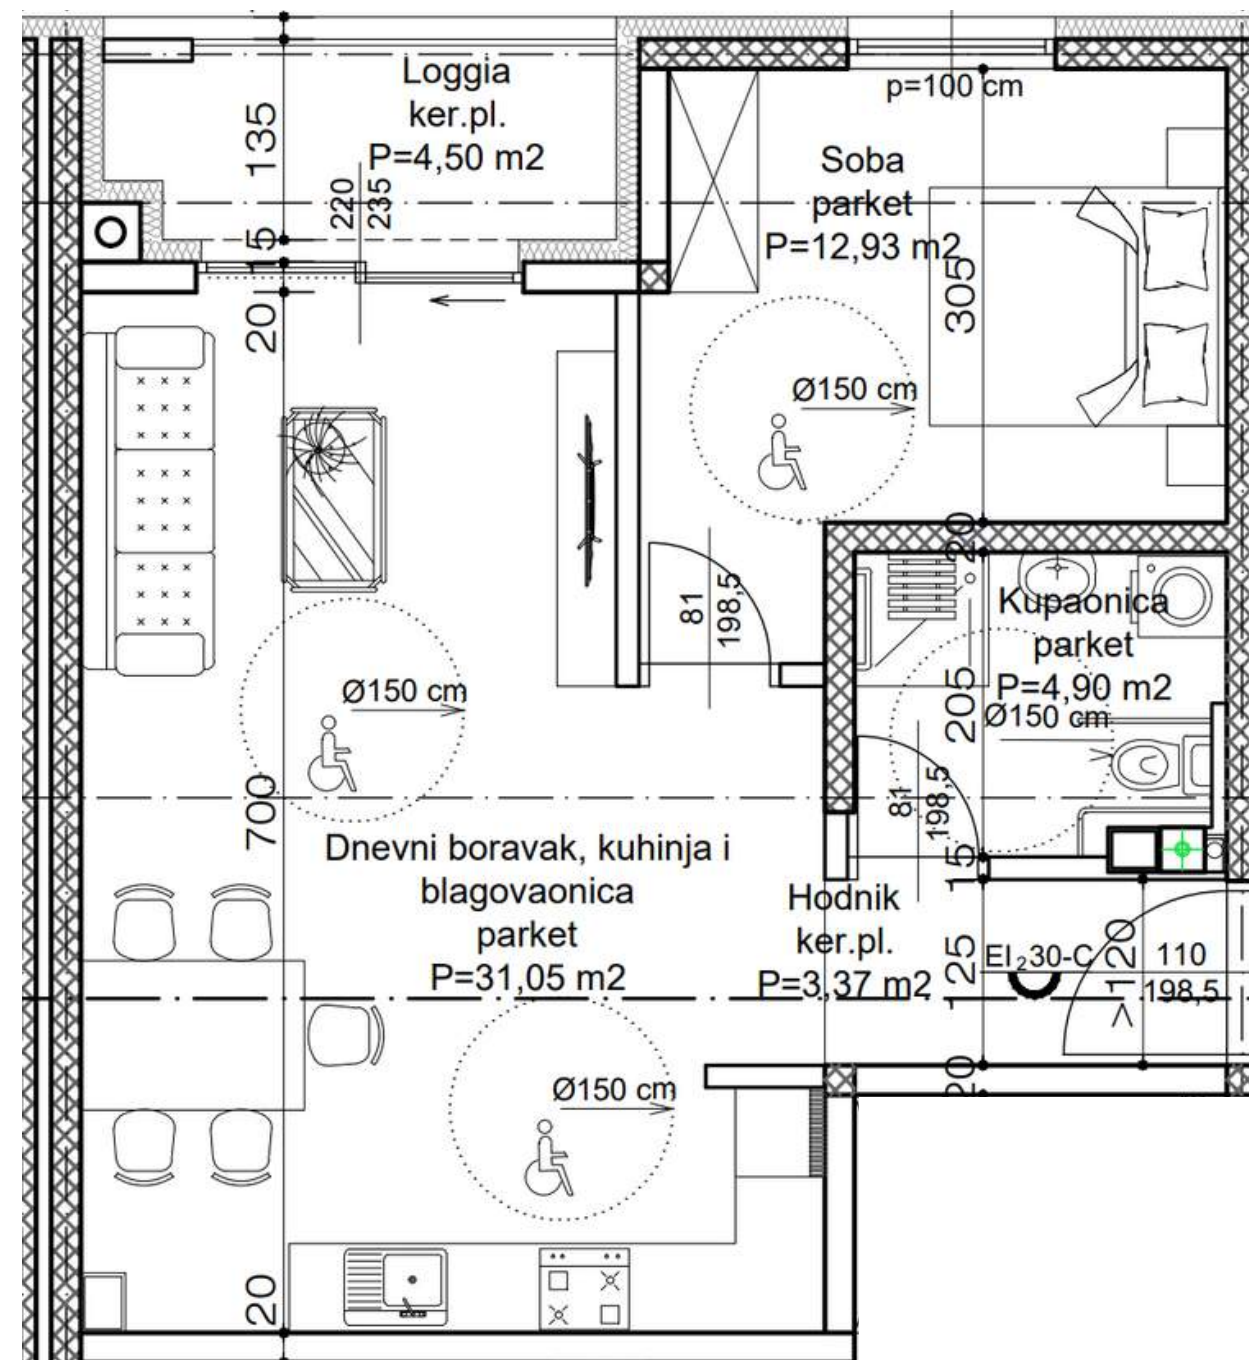 Loggia
ker.pl.
P=4,50 m2
135
15
20
220
235
p=100 cm
Soba
parket
P=12,93 m2
305
Ø150 cm
20
81
198,5
Kupaonica
parket
P=4,90 m2
Ø150 cm
205
81
198,5
15
Ø150 cm
700
Dnevni boravak, kuhinja i
blagovaonica
parket
P=31,05 m2
Hodnik
ker.pl.
P=3,37 m2
125
EI₂30-C
>120
110
198,5
20
Ø150 cm
20